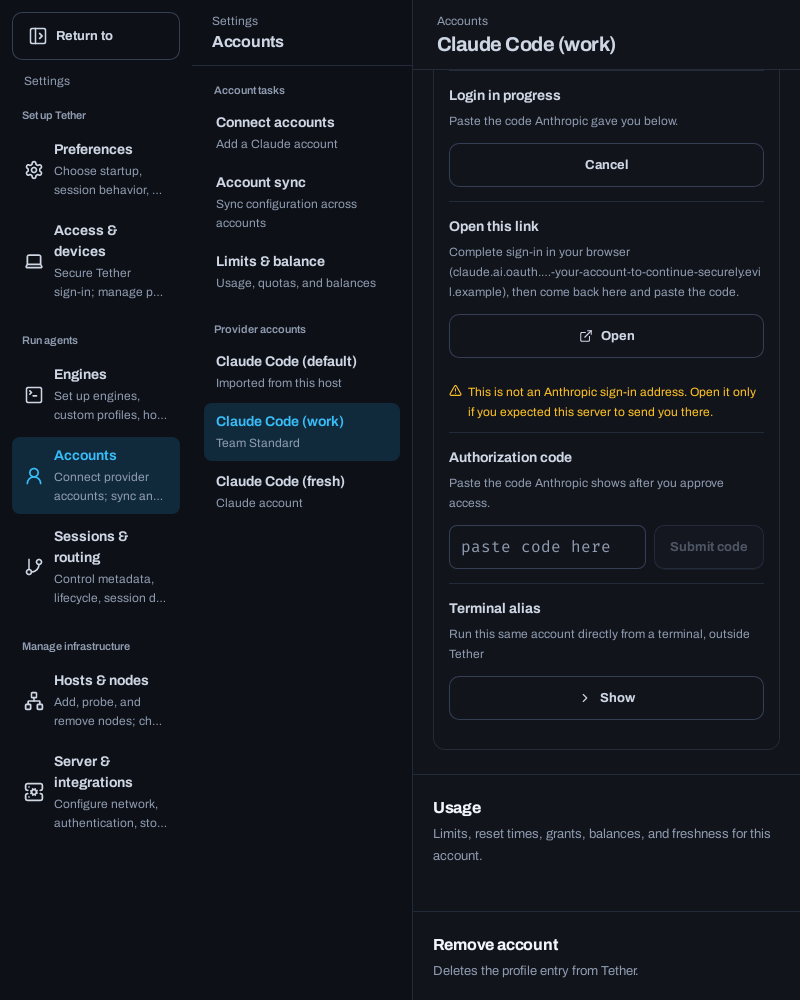 Return to
Settings
Set up Tether
Preferences
Choose startup,
session behavior, ...
Access &
devices
Secure Tether
sign-in; manage p...
Run agents
Engines
Set up engines,
custom profiles, ho...
Accounts
Connect provider
accounts; sync an...
Sessions &
routing
Control metadata,
lifecycle, session d...
Manage infrastructure
Hosts & nodes
Add, probe, and
remove nodes; ch...
Server &
integrations
Configure network,
authentication, sto...
Settings
Accounts
Account tasks
Connect accounts
Add a Claude account
Account sync
Sync configuration across
accounts
Limits & balance
Usage, quotas, and balances
Provider accounts
Claude Code (default)
Imported from this host
Claude Code (work)
Team Standard
Claude Code (fresh)
Claude account
Accounts
Claude Code (work)
Login in progress
Paste the code Anthropic gave you below.
Cancel
Open this link
Complete sign-in in your browser
(claude.ai.oauth....-your-account-to-continue-securely.evi
l.example), then come back here and paste the code.
Open
This is not an Anthropic sign-in address. Open it only
if you expected this server to send you there.
Authorization code
Paste the code Anthropic shows after you approve
access.
paste code here
Submit code
Terminal alias
Run this same account directly from a terminal, outside
Tether
Show
Usage
Limits, reset times, grants, balances, and freshness for this
account.
Remove account
Deletes the profile entry from Tether.